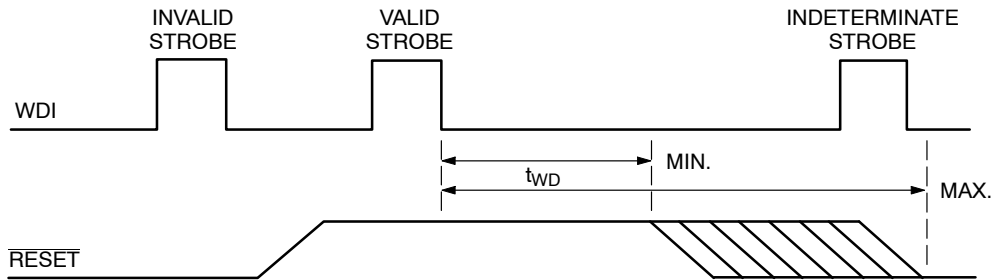 INVALID
STROBE
VALID
STROBE
INDETERMINATE
STROBE
WDI
tWD
MIN.
MAX.
RESET